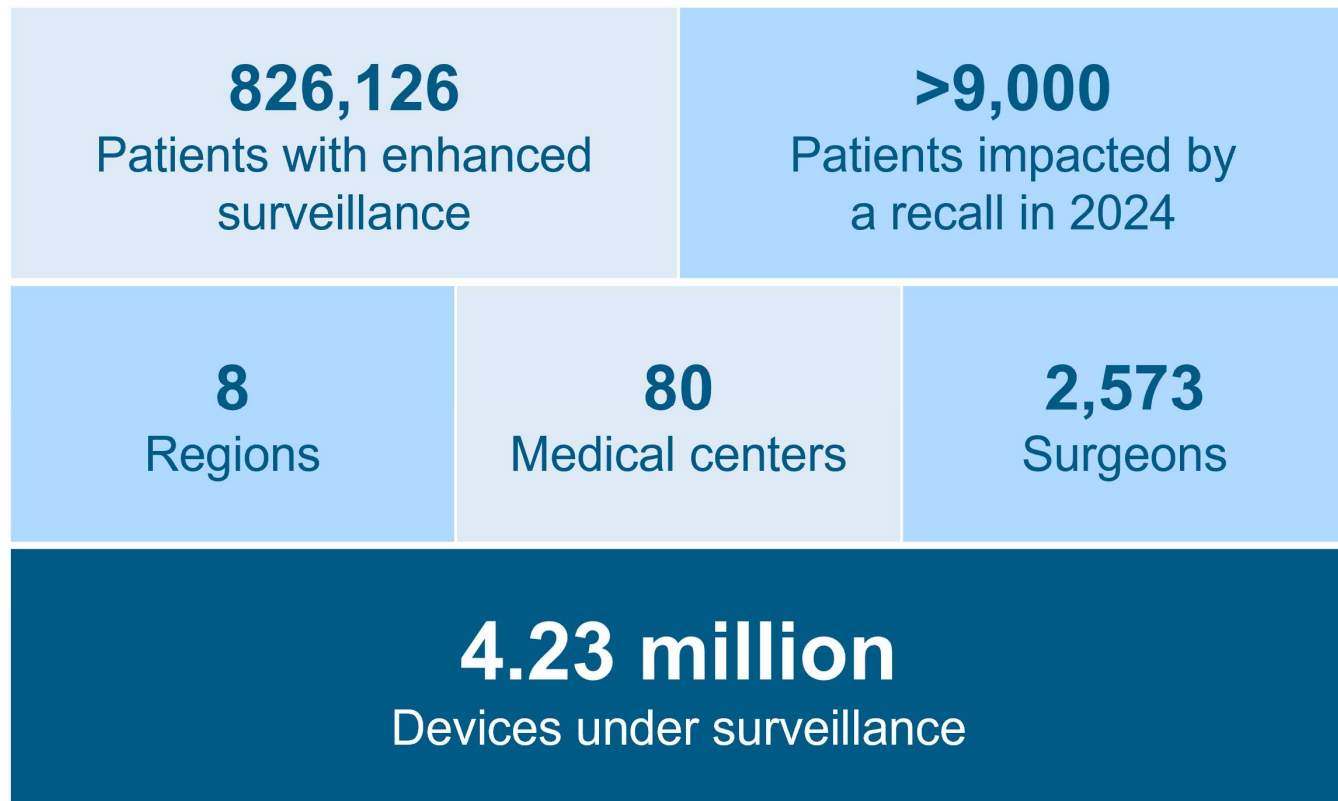 826,126
Patients with enhanced
surveillance
>9,000
Patients impacted by
a recall in 2024
8
Regions
80
Medical centers
2,573
Surgeons
4.23 million
Devices under surveillance